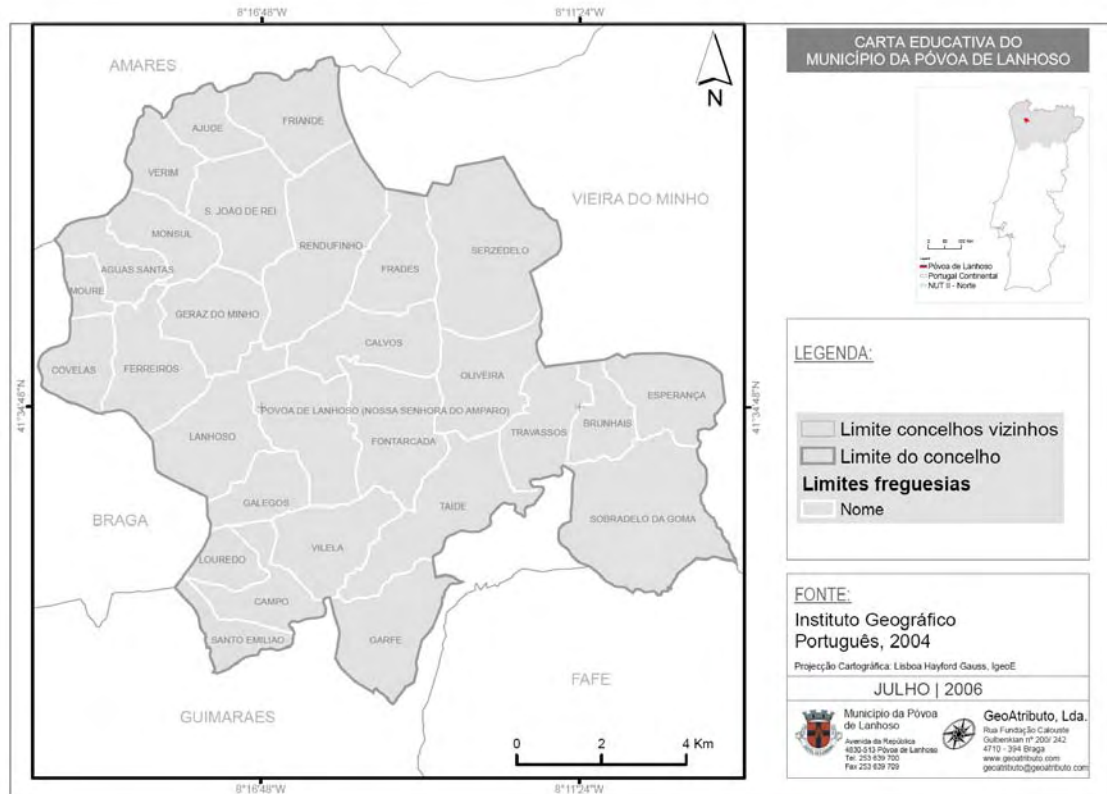 8°16'48"W
8°11'24"W
AMARES
VIEIRA DO MINHO
BRAGA
GUIMARAES
FAFE
N
41°34'48"N
41°34'48"N
AJUDE
FRIANDE
VERIM
S. JOAO DE REI
MONSUL
RENDUFINHO
SERZEDELO
AGUAS SANTAS
FRADES
MOURE
GERAZ DO MINHO
CALVOS
COVELAS
FERREIROS
OLIVEIRA
ESPERANÇA
POVOA DE LANHOSO (NOSSA SENHORA DO AMPARO)
LANHOSO
FONTARCADA
TRAVASSOS
BRUNHAIS
GALEGOS
TAIDE
SOBRADELO DA GOMA
VILELA
LOUREDO
CAMPO
SANTO EMILIAO
GARFE
0 2 4 Km
8°16'48"W
8°11'24"W
CARTA EDUCATIVA DO
MUNICÍPIO DA PÓVOA DE LANHOSO
Póvoa de Lanhoso
Portugal Continental
NUT II - Norte
LEGENDA:
Limite concelhos vizinhos
Limite do concelho
Limites freguesias
Nome
FONTE:
Instituto Geográfico
Português, 2004
Projecção Cartográfica: Lisboa Hayford Gauss, IgeoE
JULHO | 2006
Município da Póvoa
de Lanhoso
Avenida da República
4830-513 Póvoa de Lanhoso
Tel. 253 639 700
Fax 253 639 709
GeoAtributo, Lda.
Rua Fundação Calouste
Gulbenkian nº 200/ 242
4710 - 394 Braga
www.geoatributo.com
geoatributo@geoatributo.com